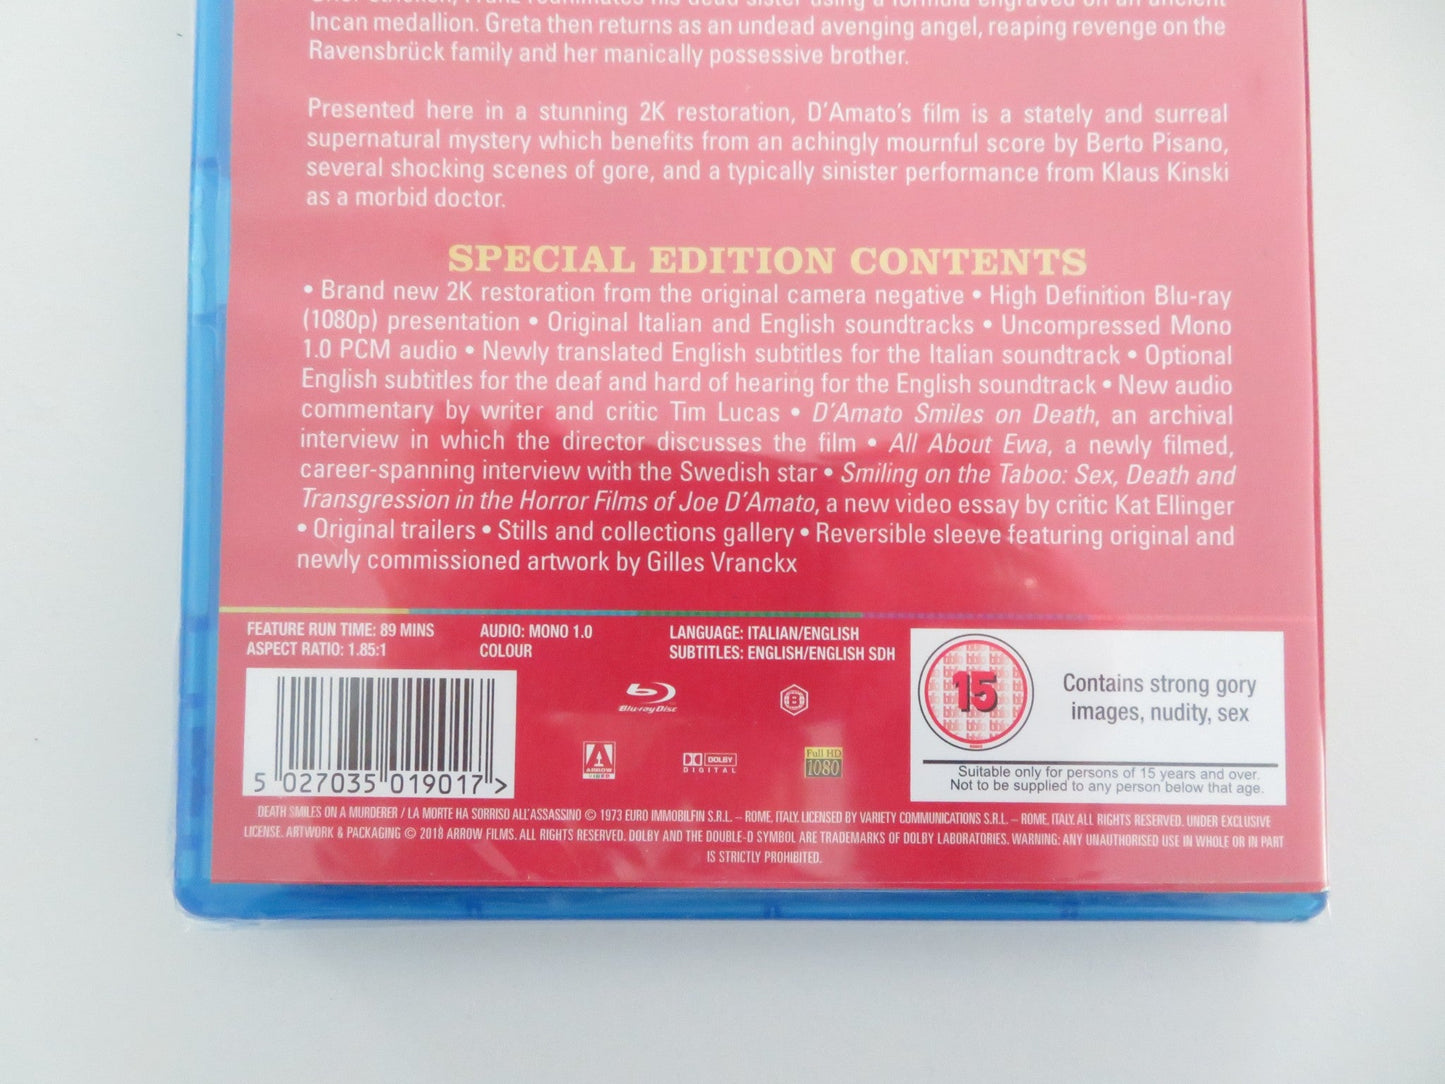 Grief-stricken, Franz reanimates his dead sister using a formula engraved on an ancient
Incan medallion. Greta then returns as an undead avenging angel, reaping revenge on the
Ravensbrück family and her manically possessive brother.
Presented here in a stunning 2K restoration, D'Amato's film is a stately and surreal
supernatural mystery which benefits from an achingly mournful score by Berto Pisano,
several shocking scenes of gore, and a typically sinister performance from Klaus Kinski
as a morbid doctor.
SPECIAL EDITION CONTENTS
• Brand new 2K restoration from the original camera negative • High Definition Blu-ray
(1080p) presentation • Original Italian and English soundtracks • Uncompressed Mono
1.0 PCM audio • Newly translated English subtitles for the Italian soundtrack • Optional
English subtitles for the deaf and hard of hearing for the English soundtrack • New audio
commentary by writer and critic Tim Lucas • D'Amato Smiles on Death, an archival
interview in which the director discusses the film • All About Ewa, a newly filmed,
career-spanning interview with the Swedish star • Smiling on the Taboo: Sex, Death and
Transgression in the Horror Films of Joe D'Amato, a new video essay by critic Kat Ellinger
• Original trailers • Stills and collections gallery • Reversible sleeve featuring original and
newly commissioned artwork by Gilles Vranckx
FEATURE RUN TIME: 89 MINS
ASPECT RATIO: 1.85:1
AUDIO: MONO 1.0
COLOUR
LANGUAGE: ITALIAN/ENGLISH
SUBTITLES: ENGLISH/ENGLISH SDH
Blu-ray Disc
B
ARROW
VIDEO
DOLBY
DIGITAL
Full HD
1080
15
Contains strong gory
images, nudity, sex
Suitable only for persons of 15 years and over.
Not to be supplied to any person below that age.
5 027035 019017 >
DEATH SMILES ON A MURDERER / LA MORTE HA SORRISO ALL'ASSASSINO © 1973 EURO IMMOBILFIN S.R.L. – ROME, ITALY. LICENSED BY VARIETY COMMUNICATIONS S.R.L. – ROME, ITALY. ALL RIGHTS RESERVED. UNDER EXCLUSIVE
LICENSE. ARTWORK & PACKAGING © 2018 ARROW FILMS. ALL RIGHTS RESERVED. DOLBY AND THE DOUBLE-D SYMBOL ARE TRADEMARKS OF DOLBY LABORATORIES. WARNING: ANY UNAUTHORISED USE IN WHOLE OR IN PART
IS STRICTLY PROHIBITED.